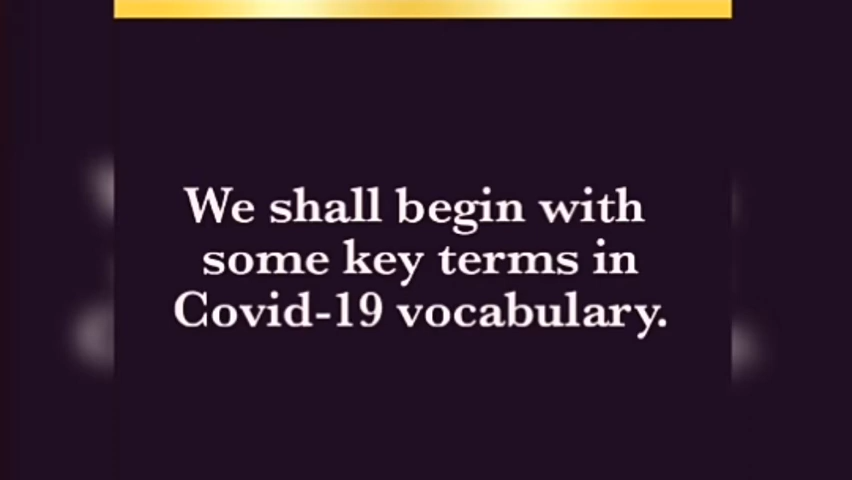 We shall begin with
some key terms in
Covid-19 vocabulary.